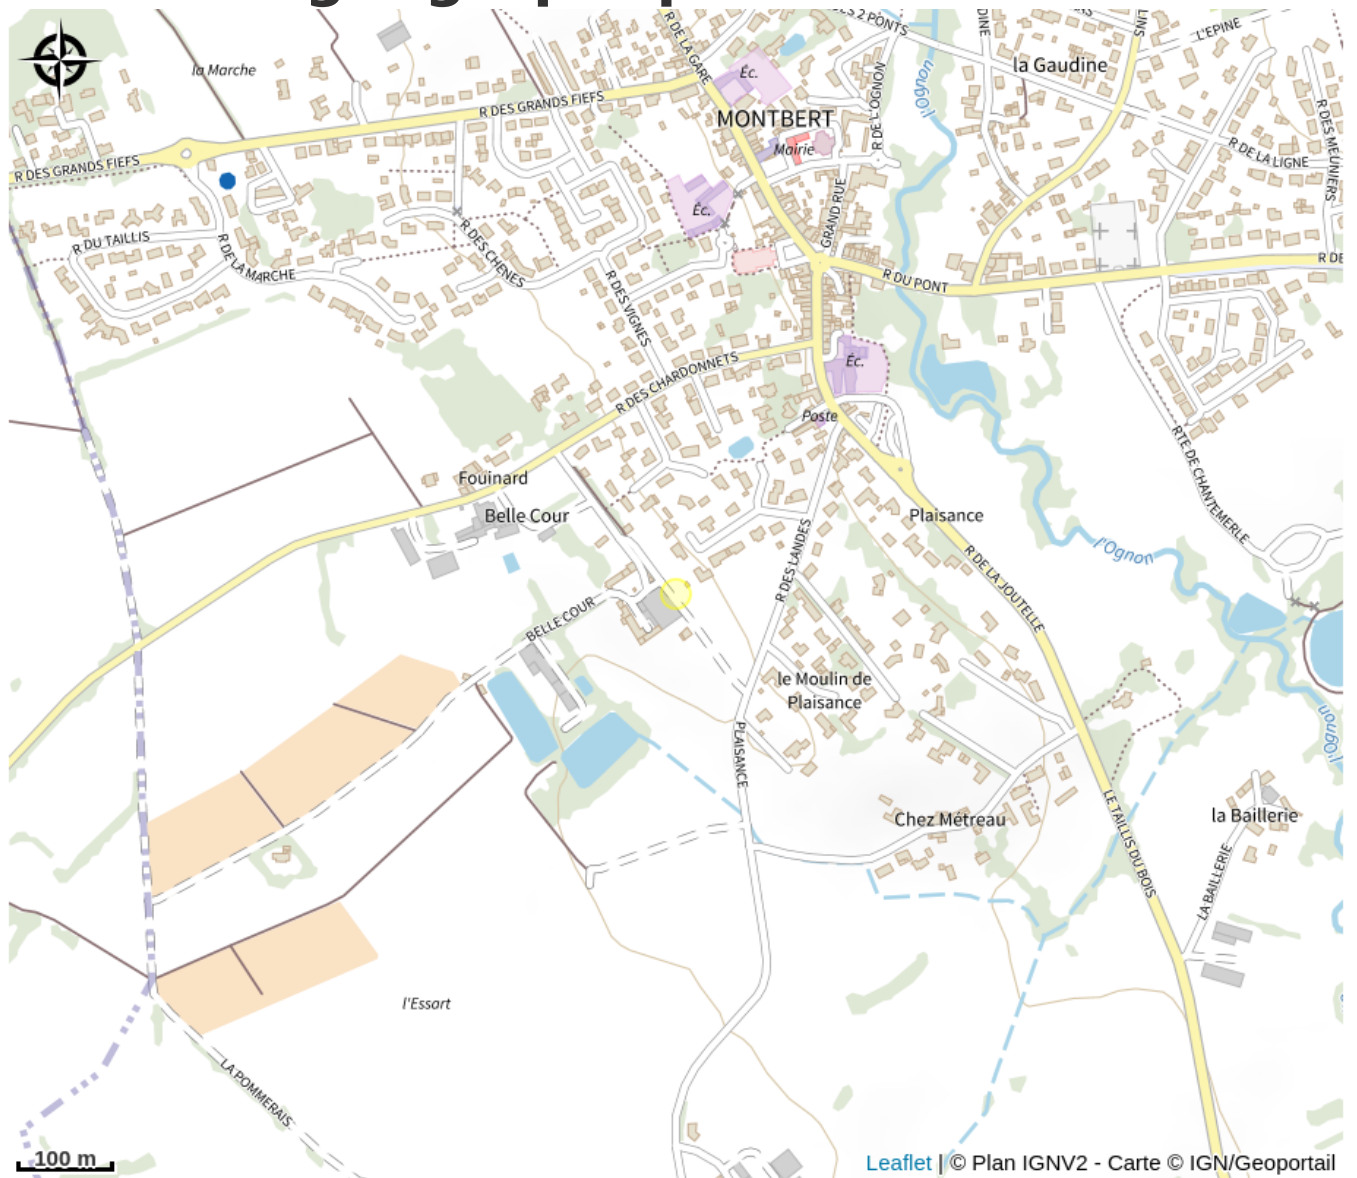 la Marche
R DE LA GARE
S 2 PONTS
L'EPINE
Éc.
la Gaudine
l'Ognon
R DE L'OGNON
R DES GRANDS FIEFS
MONTBERT
Mairie
R DES MEUNIERS
R DE LA LIGNE
R DES GRANDS FIEFS
Éc.
GRAND RUE
R DU TAILLIS
R DE LA MARCHE
R DES CHENES
R DU PONT
R DE
R DES VIGNES
R DES CHARDONNETS
Éc.
Poste
RTE DE CHANTEMERLE
Fouinard
Belle Cour
Plaisance
l'Ognon
R DES LANDES
R DE LA JOUTELLE
BELLE COUR
le Moulin de
Plaisance
l'Ognon
PLAISANCE
Chez Métreau
LE TAILLIS DU BOIS
la Baillerie
LA BAILLERIE
l'Essart
LA POMMERAIS
100 m
Leaflet | © Plan IGNV2 - Carte © IGN/Geoportail